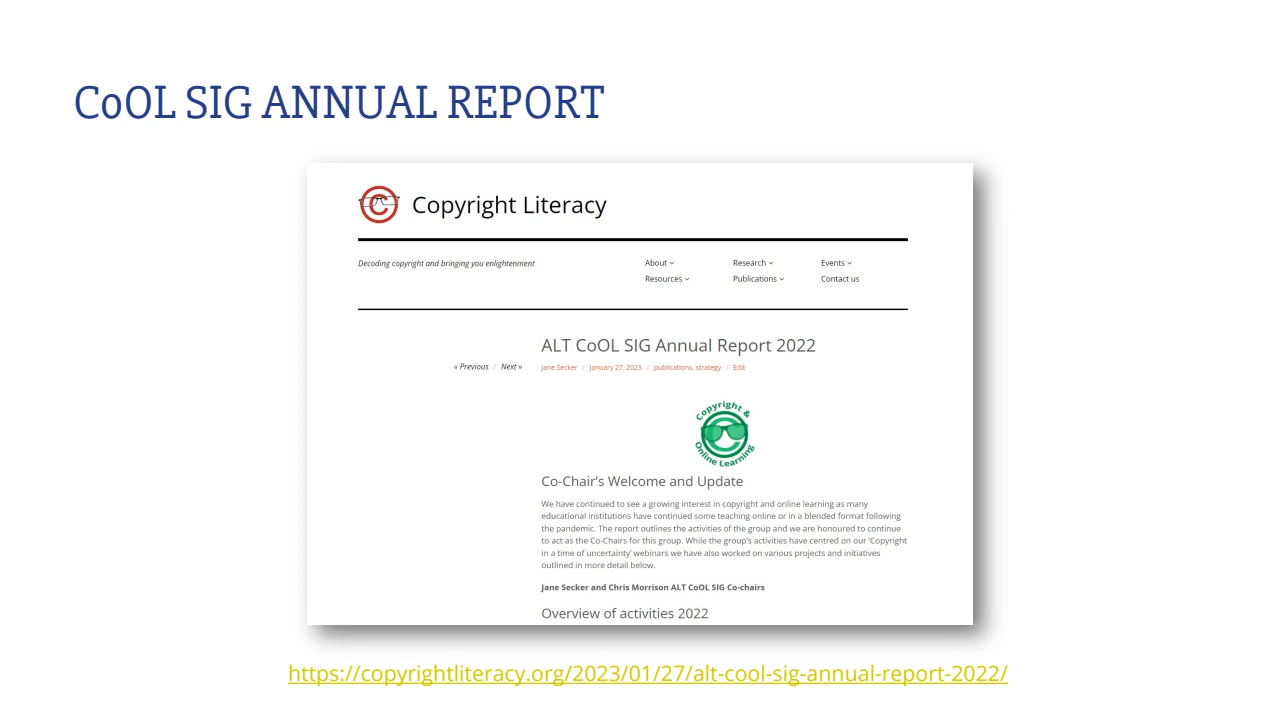 CoOL SIG ANNUAL REPORT
Copyright Literacy
Decoding copyright and bringing you enlightenment
About Research Events
Resources Publications Contact us
ALT CoOL SIG Annual Report 2022
« Previous / Next »
Jane Secker / January 27, 2023 / publications, strategy / Edit
Copyright &
Online Learning
Co-Chair's Welcome and Update
We have continued to see a growing interest in copyright and online learning as many
educational institutions have continued some teaching online or in a blended format following
the pandemic. The report outlines the activities of the group and we are honoured to continue
to act as the Co-Chairs for this group. While the group's activities have centred on our 'Copyright
in a time of uncertainty' webinars we have also worked on various projects and initiatives
outlined in more detail below.
Jane Secker and Chris Morrison ALT CoOL SIG Co-chairs
Overview of activities 2022
https://copyrightliteracy.org/2023/01/27/alt-cool-sig-annual-report-2022/